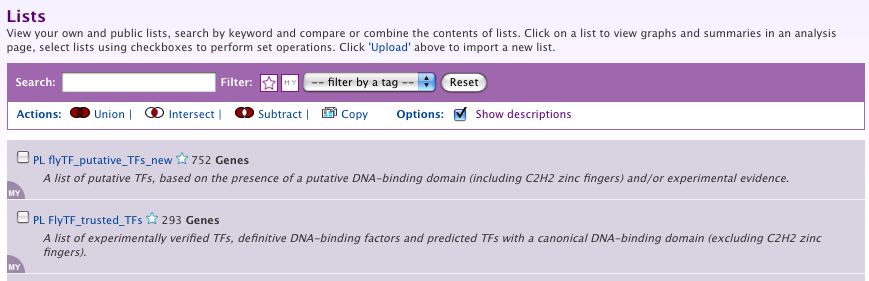 Lists
View your own and public lists, search by keyword and compare or combine the contents of lists. Click on a list to view graphs and summaries in an analysis
page, select lists using checkboxes to perform set operations. Click 'Upload' above to import a new list.
Search: Filter: MY -- filter by a tag -- Reset
Actions: Union | Intersect | Subtract | Copy Options: Show descriptions
PL flyTF_putative_TFs_new 752 Genes
A list of putative TFs, based on the presence of a putative DNA-binding domain (including C2H2 zinc fingers) and/or experimental evidence.
MY
PL FlyTF_trusted_TFs 293 Genes
A list of experimentally verified TFs, definitive DNA-binding factors and predicted TFs with a canonical DNA-binding domain (excluding C2H2 zinc
fingers).
MY